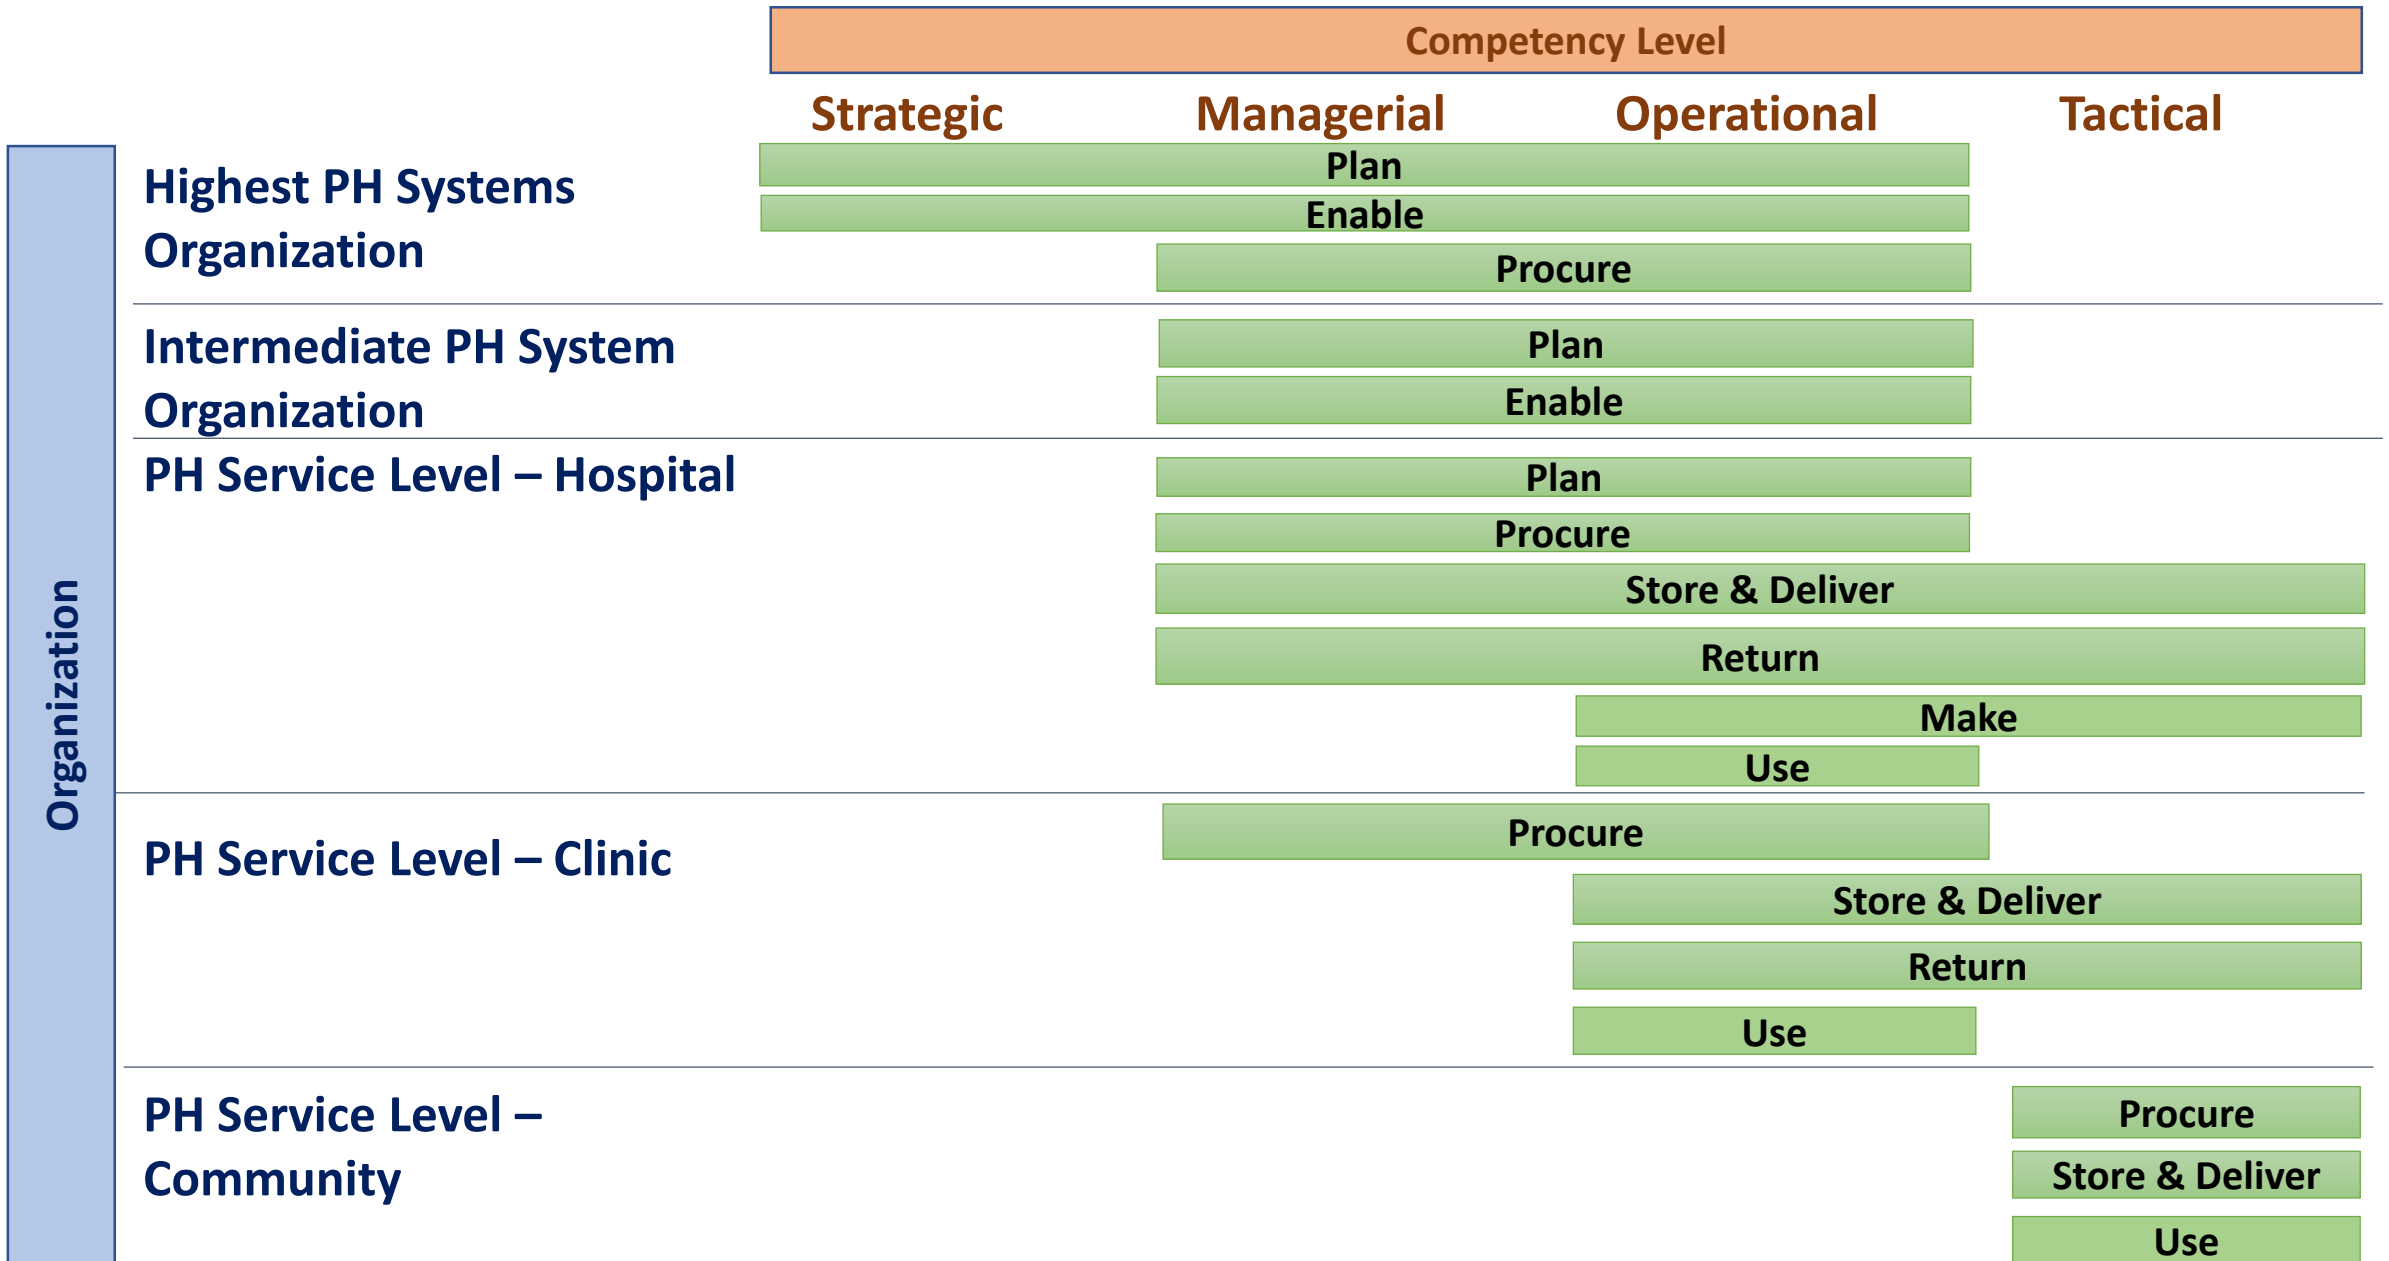 Competency Level
Strategic Managerial Operational Tactical
Organization
Highest PH Systems
Organization
Plan
Enable
Procure
Intermediate PH System
Organization
Plan
Enable
PH Service Level – Hospital
Plan
Procure
Store & Deliver
Return
Make
Use
PH Service Level – Clinic
Procure
Store & Deliver
Return
Use
PH Service Level –
Community
Procure
Store & Deliver
Use